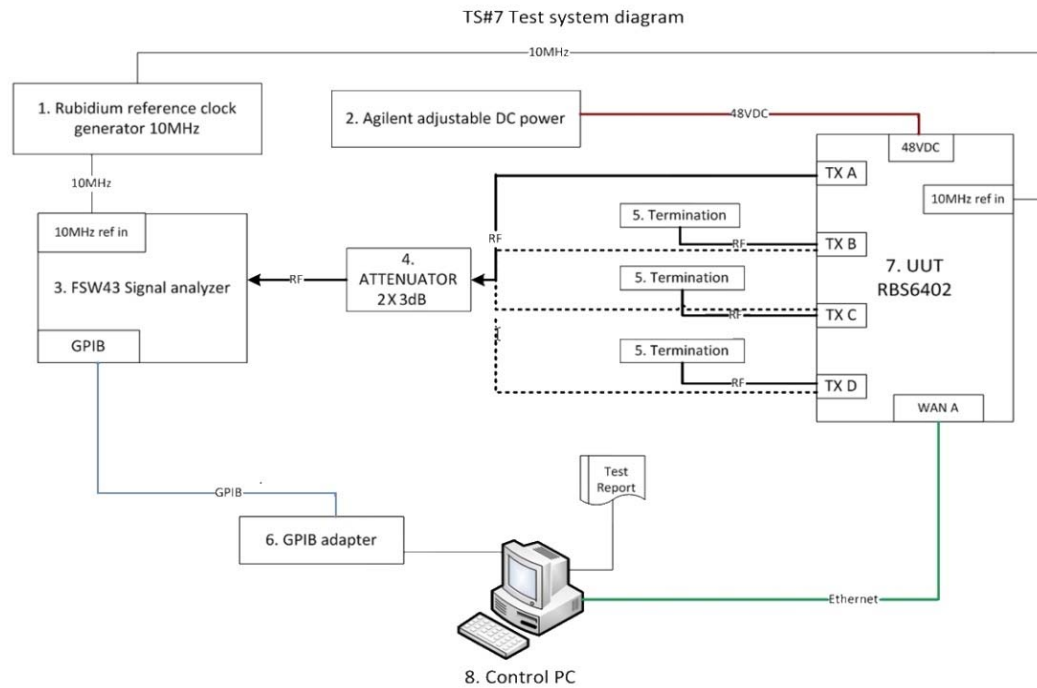 TS#7 Test system diagram
10MHz
1. Rubidium reference clock
generator 10MHz
2. Agilent adjustable DC power
48VDC
48VDC
10MHz
TX A
10MHz ref in
10MHz ref in
5. Termination
RF
RF
TX B
4.
ATTENUATOR
2X 3dB
RF
3. FSW43 Signal analyzer
7. UUT
RBS6402
5. Termination
RF
TX C
GPIB
5. Termination
RF
TX D
WAN A
Test
Report
GPIB
6. GPIB adapter
Ethernet
8. Control PC